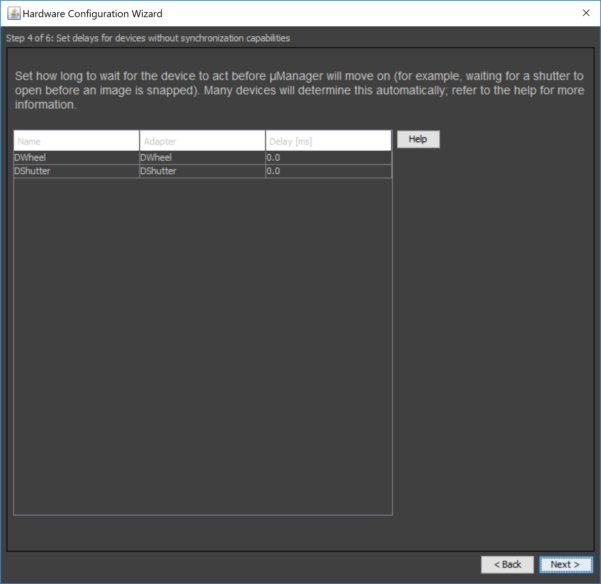 Hardware Configuration Wizard
Step 4 of 6: Set delays for devices without synchronization capabilities
Set how long to wait for the device to act before µManager will move on (for example, waiting for a shutter to
open before an image is snapped). Many devices will determine this automatically; refer to the help for more
information.
Name Adapter Delay [ms] Help
DWheel DWheel 0.0
DShutter DShutter 0.0
< Back Next >